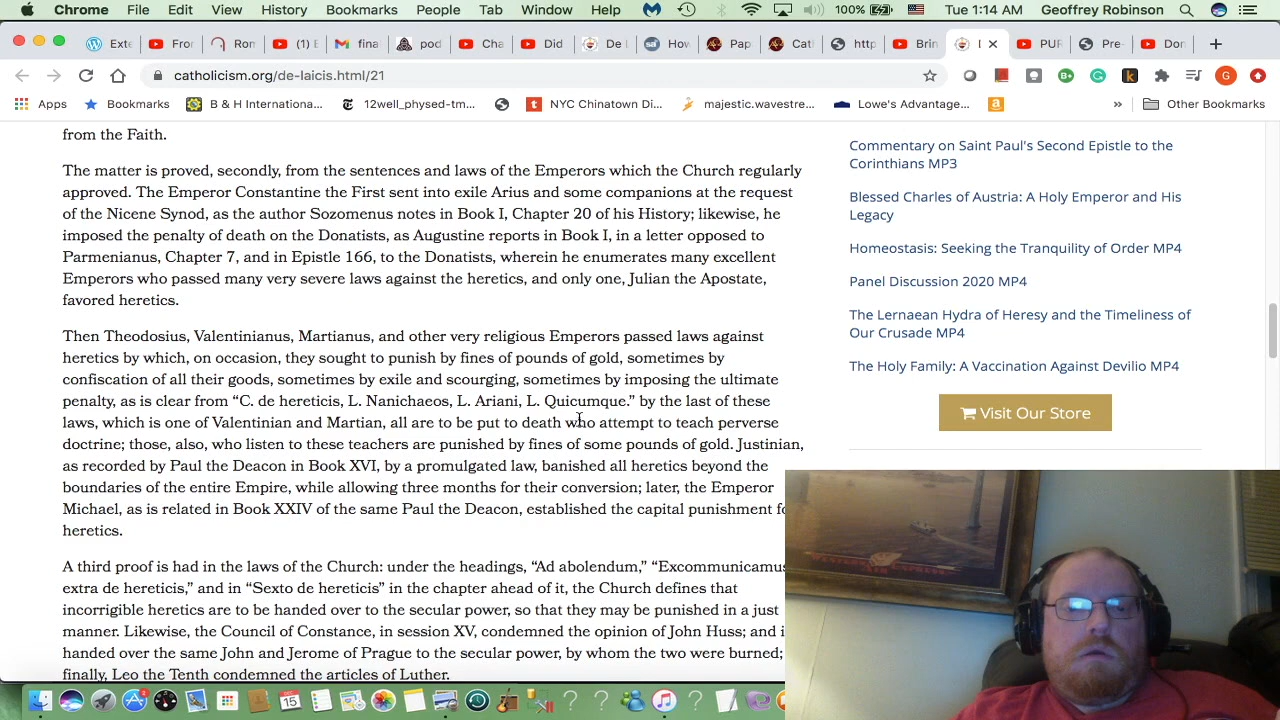 Chrome File Edit View History Bookmarks People Tab Window Help 100% Tue 1:14 AM Geoffrey Robinson
Exte Fror Ror (1) E fina pod Cha Did De l How Pap Cat http Brin PUF Pre- Don
catholicism.org/de-laicis.html/21 G
Apps Bookmarks B & H Internationa... 12well_physed-tm... NYC Chinatown Di... majestic.wavestre... Lowe's Advantage... » Other Bookmarks
from the Faith.
The matter is proved, secondly, from the sentences and laws of the Emperors which the Church regularly
approved. The Emperor Constantine the First sent into exile Arius and some companions at the request
of the Nicene Synod, as the author Sozomenus notes in Book I, Chapter 20 of his History; likewise, he
imposed the penalty of death on the Donatists, as Augustine reports in Book I, in a letter opposed to
Parmenianus, Chapter 7, and in Epistle 166, to the Donatists, wherein he enumerates many excellent
Emperors who passed many very severe laws against the heretics, and only one, Julian the Apostate,
favored heretics.
Then Theodosius, Valentinianus, Martianus, and other very religious Emperors passed laws against
heretics by which, on occasion, they sought to punish by fines of pounds of gold, sometimes by
confiscation of all their goods, sometimes by exile and scourging, sometimes by imposing the ultimate
penalty, as is clear from “C. de hereticis, L. Nanichaeos, L. Ariani, L. Quicumque.” by the last of these
laws, which is one of Valentinian and Martian, all are to be put to death who attempt to teach perverse
doctrine; those, also, who listen to these teachers are punished by fines of some pounds of gold. Justinian,
as recorded by Paul the Deacon in Book XVI, by a promulgated law, banished all heretics beyond the
boundaries of the entire Empire, while allowing three months for their conversion; later, the Emperor
Michael, as is related in Book XXIV of the same Paul the Deacon, established the capital punishment fo
heretics.
A third proof is had in the laws of the Church: under the headings, “Ad abolendum,” “Excommunicamus
extra de hereticis,” and in “Sexto de hereticis” in the chapter ahead of it, the Church defines that
incorrigible heretics are to be handed over to the secular power, so that they may be punished in a just
manner. Likewise, the Council of Constance, in session XV, condemned the opinion of John Huss; and i
handed over the same John and Jerome of Prague to the secular power, by whom the two were burned;
finally, Leo the Tenth condemned the articles of Luther.
Commentary on Saint Paul's Second Epistle to the
Corinthians MP3
Blessed Charles of Austria: A Holy Emperor and His
Legacy
Homeostasis: Seeking the Tranquility of Order MP4
Panel Discussion 2020 MP4
The Lernaean Hydra of Heresy and the Timeliness of
Our Crusade MP4
The Holy Family: A Vaccination Against Devilio MP4
Visit Our Store